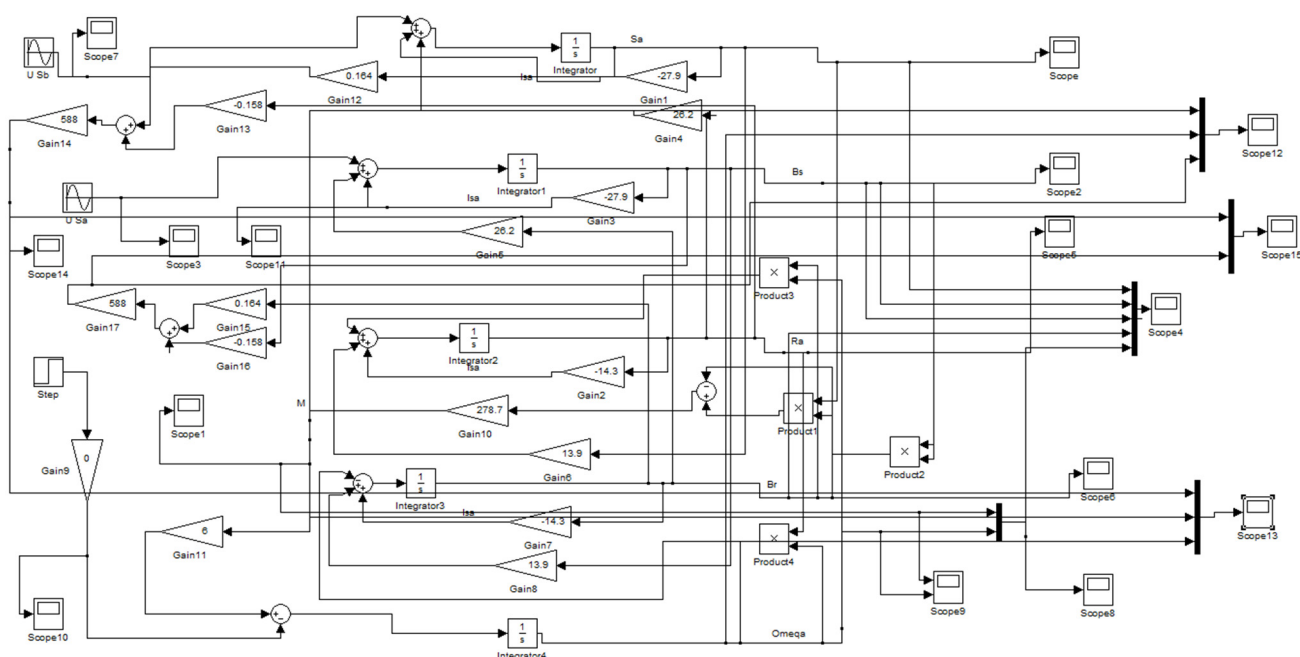 Sa
U Sb
Scope7
1
s
Integrator
Scope
0.164
Isa
-27.9
Gain12
Gain1
-0.158
26.2
588
Gain13
Gain4
Gain14
Scope12
1
s
Integrator1
Bs
Scope2
U Sa
Isa
-27.9
Gain3
26.2
Gain5
Scope14
Scope3
Scope11
Scope5
Scope15
×
Product3
588
0.164
Gain17
Gain15
-0.158
Gain16
Scope4
1
s
Integrator2
Ra
Isa
-14.3
Gain2
Step
M
Scope1
278.7
Gain10
×
Product1
0
Gain9
13.9
Gain6
×
Product2
1
s
Integrator3
Br
Scope6
Isa
-14.3
Gain7
6
Gain11
×
Product4
Scope13
13.9
Gain8
Scope9
Scope8
Scope10
1
s
Integrator4
Omeqa